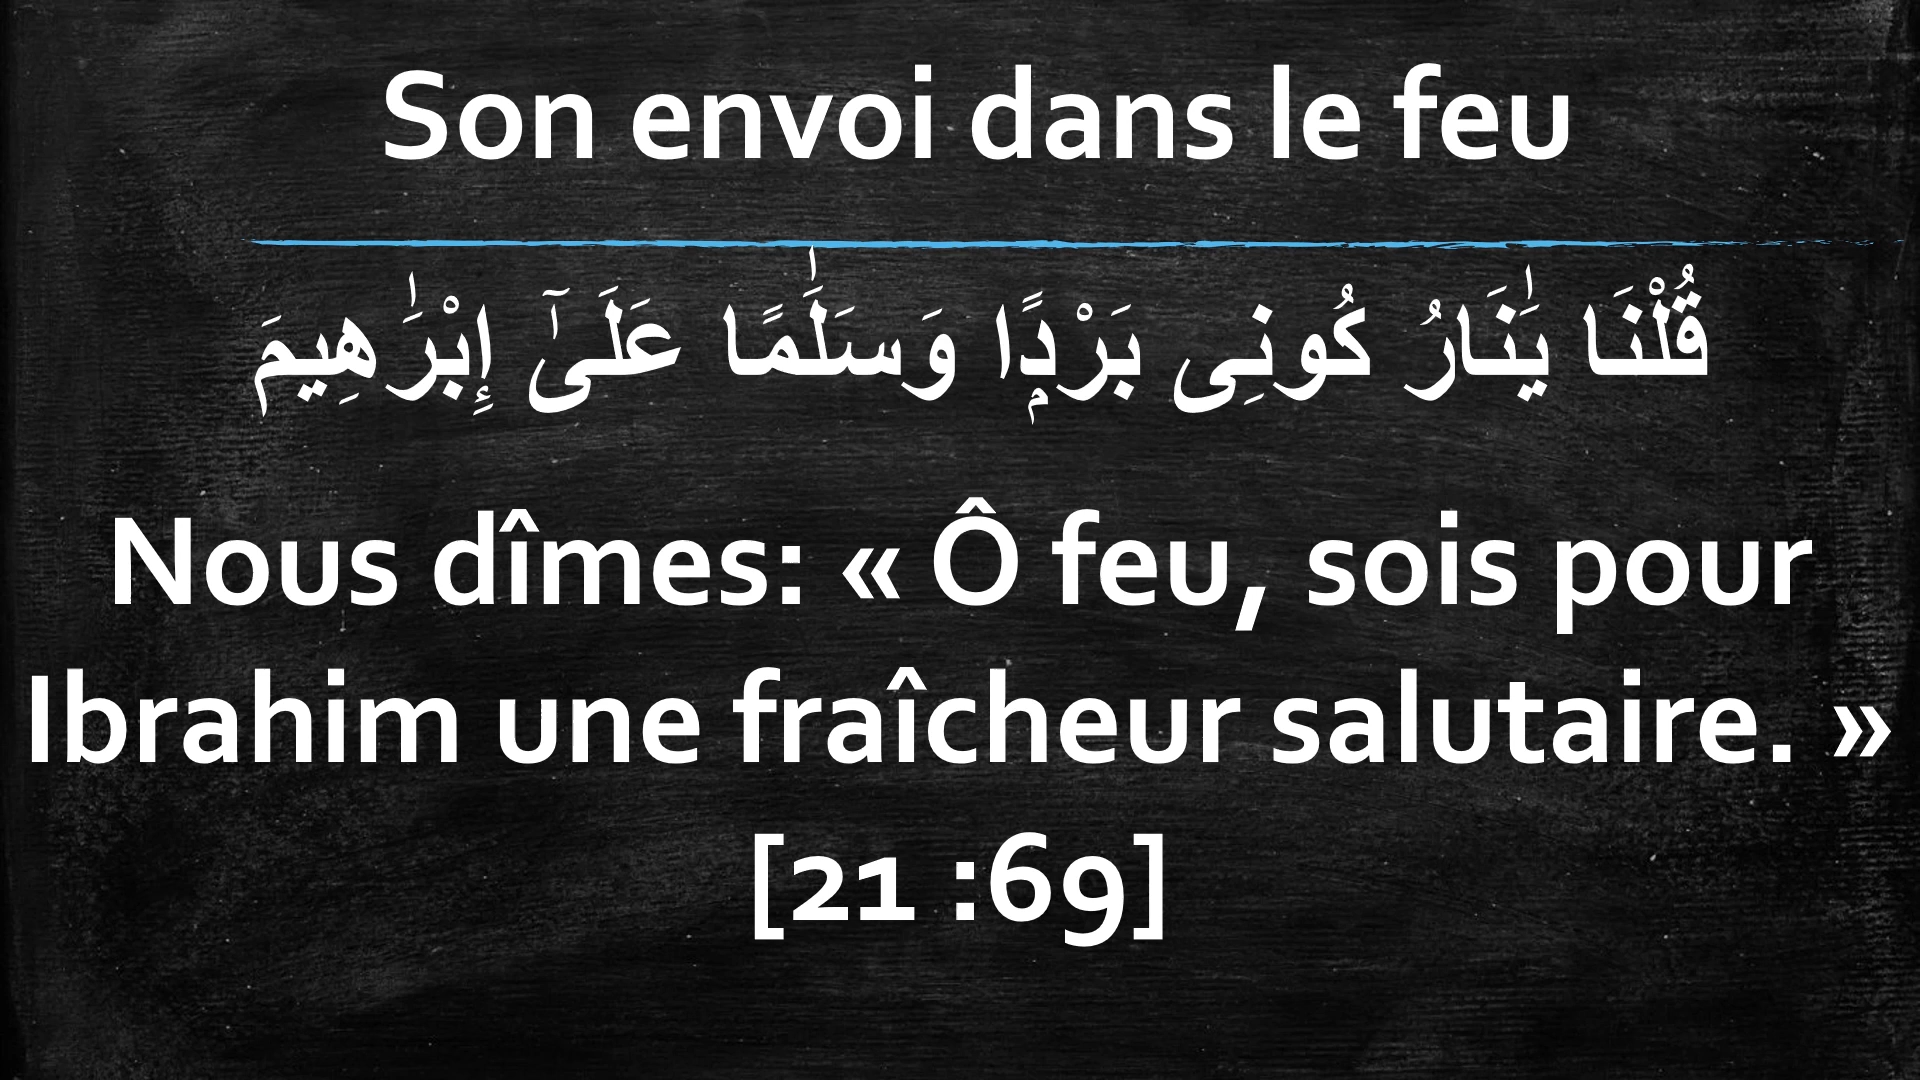 Son envoi dans le feu
قُلْنَا يَٰنَارُ كُونِى بَرْدًۭا وَسَلَٰمًا عَلَىٰٓ إِبْرَٰهِيمَ
Nous dîmes: « Ô feu, sois pour
Ibrahim une fraîcheur salutaire. »
[21 :69]